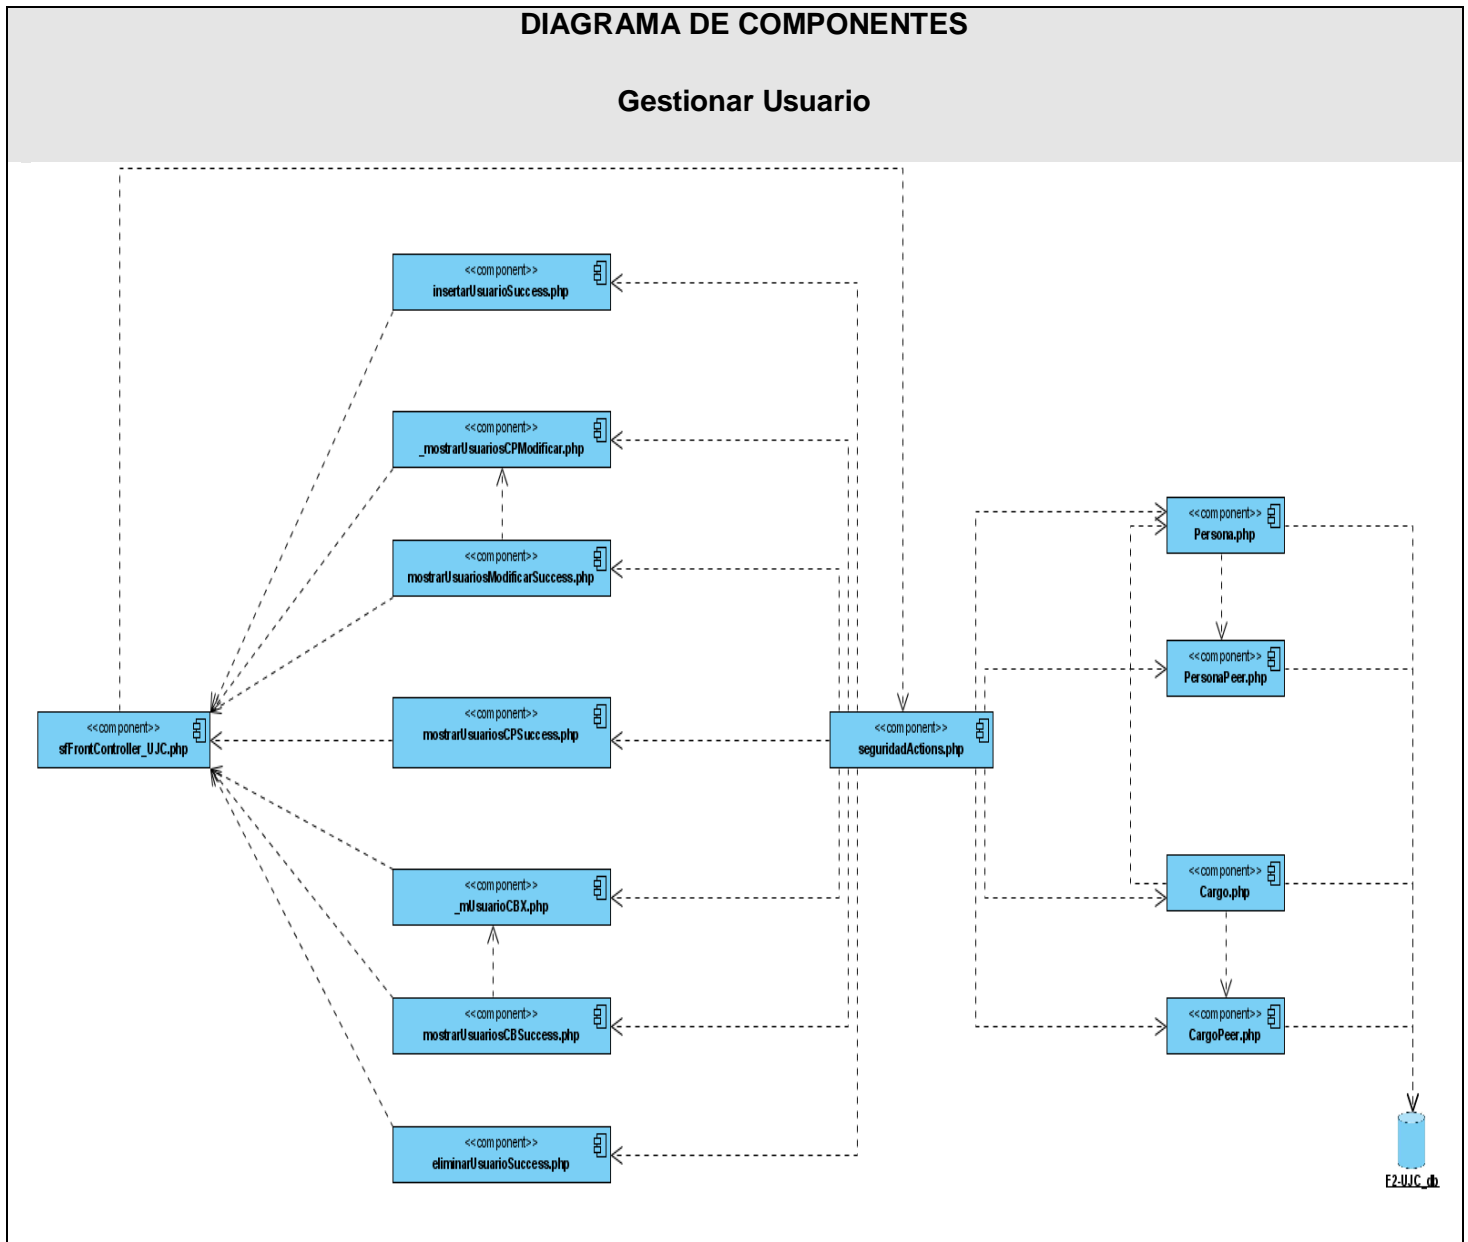 DIAGRAMA DE COMPONENTES
Gestionar Usuario
<<component>>
insertarUsuarioSuccess.php
<<component>>
_mostrarUsuariosCPModificar.php
<<component>>
mostrarUsuariosModificarSuccess.php
<<component>>
sfFrontController_UJC.php
<<component>>
mostrarUsuariosCPSuccess.php
<<component>>
_mUsuarioCBX.php
<<component>>
mostrarUsuariosCBSuccess.php
<<component>>
eliminarUsuarioSuccess.php
<<component>>
seguridadActions.php
<<component>>
Persona.php
<<component>>
PersonaPeer.php
<<component>>
Cargo.php
<<component>>
CargoPeer.php
F2-UJC_db